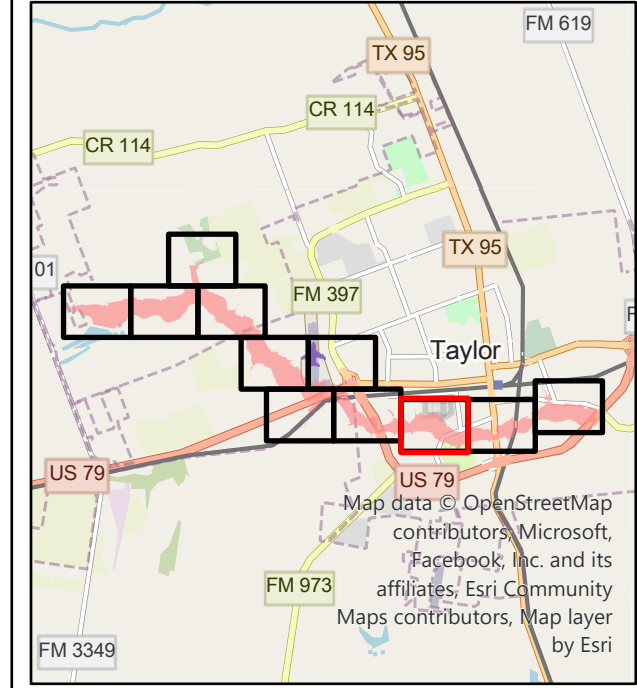 FM 619
TX 95
CR 114
CR 114
TX 95
01
FM 397
F
Taylor
US 79
US 79
Map data © OpenStreetMap
contributors, Microsoft,
Facebook, Inc. and its
affiliates, Esri Community
Maps contributors, Map layer
by Esri
FM 973
FM 3349